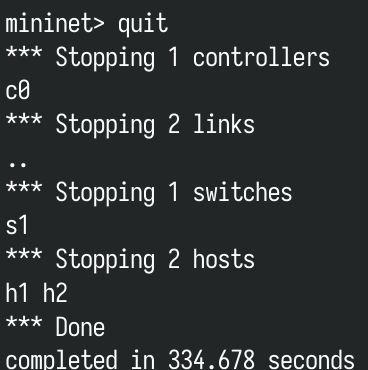 mininet> quit
*** Stopping 1 controllers
c0
*** Stopping 2 links
..
*** Stopping 1 switches
s1
*** Stopping 2 hosts
h1 h2
*** Done
completed in 334.678 seconds